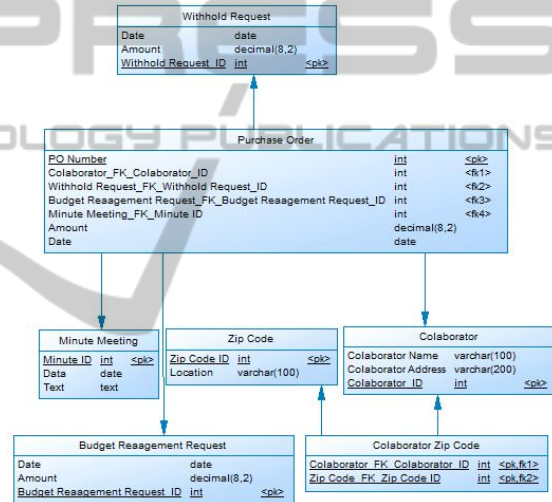 PRESS
Withhold Request
Date date
Amount decimal(8,2)
Withhold Request_ID int <pk>
OLOGY PUBLICATIONS
Purchase Order
PO Number int <pk>
Colaborator_FK_Colaborator_ID int <fk1>
Withhold Request_FK_Withhold Request_ID int <fk2>
Budget Reaagement Request_FK_Budget Reaagement Request_ID int <fk3>
Minute Meeting_FK_Minute ID int <fk4>
Amount decimal(8,2)
Date date
Minute Meeting
Minute ID int <pk>
Data date
Text text
Zip Code
Zip Code ID int <pk>
Location varchar(100)
Colaborator
Colaborator Name varchar(100)
Colaborator Address varchar(200)
Colaborator_ID int <pk>
Budget Reaagement Request
Date date
Amount decimal(8,2)
Budget Reaagement Request_ID int <pk>
Colaborator Zip Code
Colaborator_FK_Colaborator_ID int <pk,fk1>
Zip Code_FK_Zip Code ID int <pk,fk2>